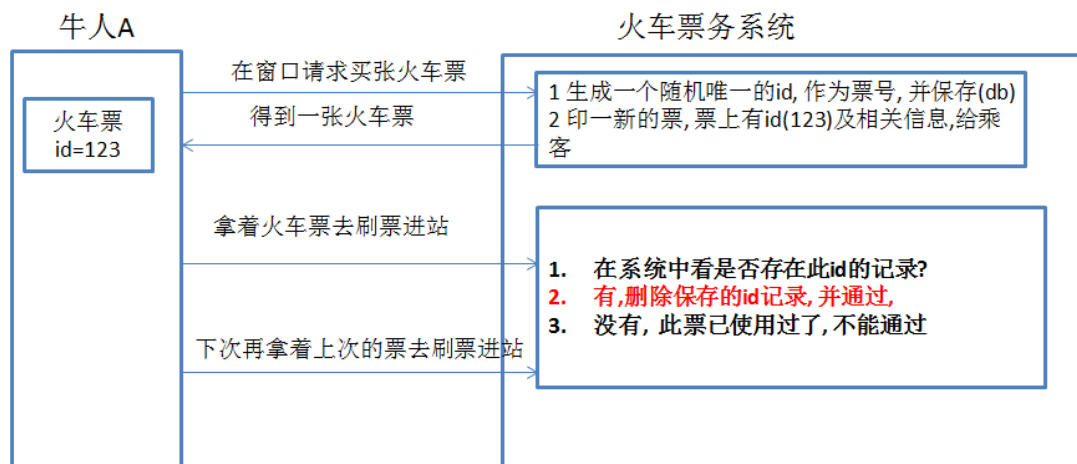 牛人A
火车票务系统
在窗口请求买张火车票
1 生成一个随机唯一的id, 作为票号, 并保存(db)
2 印一新的票, 票上有id(123)及相关信息,给乘
客
得到一张火车票
火车票
id=123
拿着火车票去刷票进站
1. 在系统中看是否存在此id的记录?
2. 有,删除保存的id记录, 并通过,
3. 没有, 此票已使用过了, 不能通过
下次再拿着上次的票去刷票进站